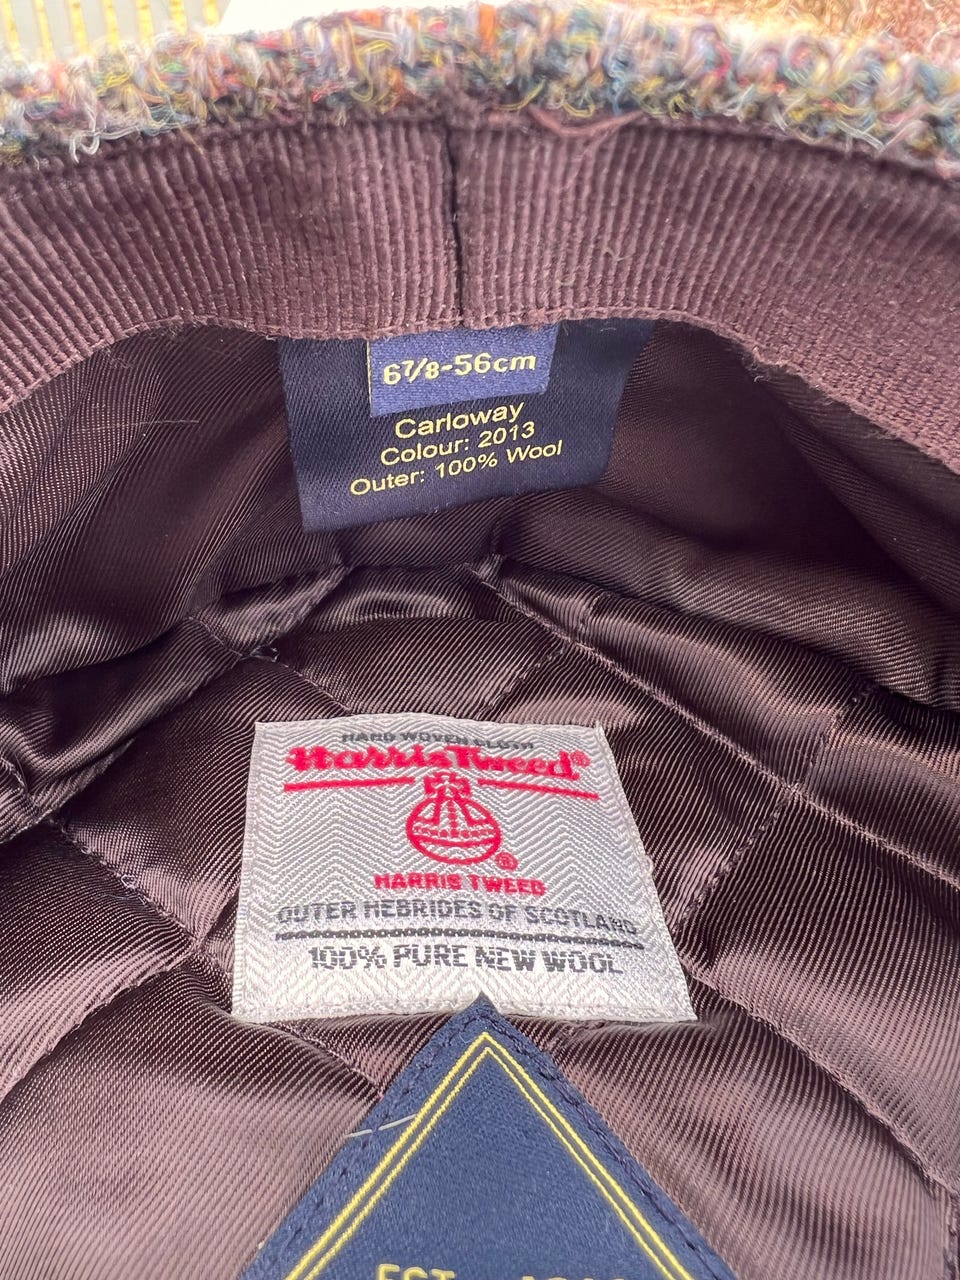 6⅞-56cm
Carloway
Colour: 2013
Outer: 100% Wool
HAND WOVEN CLOTH
Harris Tweed®
®
HARRIS TWEED
OUTER HEBRIDES OF SCOTLAND
100% PURE NEW WOOL
EST